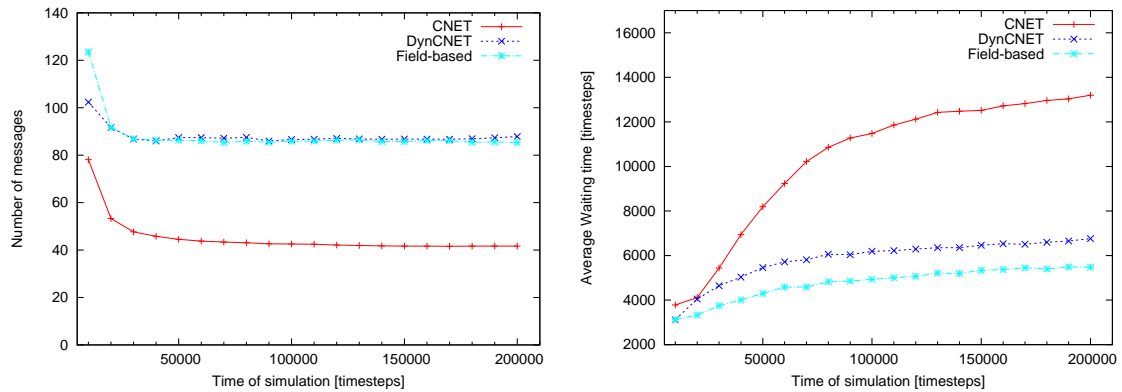 Number of messages
140
120
100
80
60
40
20
0
50000
100000
150000
200000
Time of simulation [timesteps]
CNET
DynCNET
Field-based
Average Waiting time [timesteps]
16000
14000
12000
10000
8000
6000
4000
2000
50000
100000
150000
200000
Time of simulation [timesteps]
CNET
DynCNET
Field-based